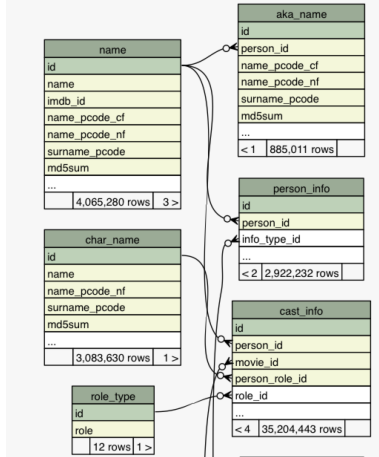 aka_name
id
person_id
name_pcode_cf
name_pcode_nf
surname_pcode
md5sum
...
< 1 885,011 rows
name
id
name
imdb_id
name_pcode_cf
name_pcode_nf
surname_pcode
md5sum
...
4,065,280 rows 3 >
person_info
id
person_id
info_type_id
...
< 2 2,922,232 rows
char_name
id
name
name_pcode_nf
surname_pcode
md5sum
...
3,083,630 rows 1 >
cast_info
id
person_id
movie_id
person_role_id
role_id
...
< 4 35,204,443 rows
role_type
id
role
12 rows 1 >